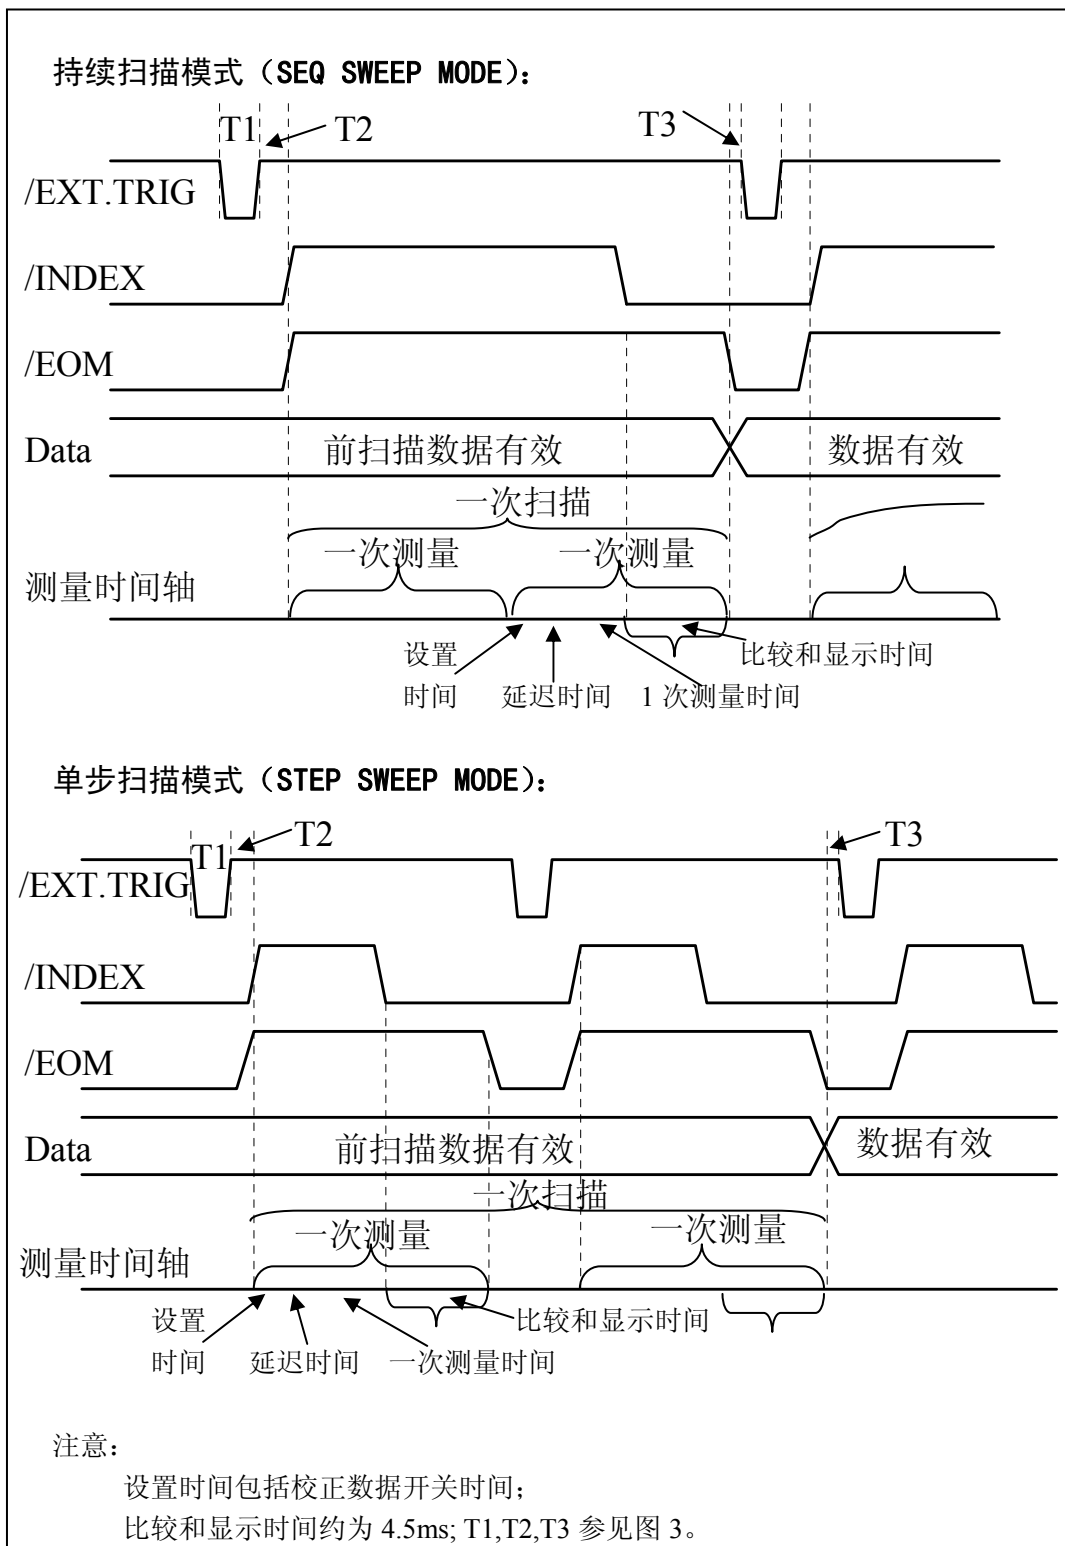 持续扫描模式（SEQ SWEEP MODE）：
T1
T2
T3
/EXT.TRIG
/INDEX
/EOM
Data
前扫描数据有效
数据有效
一次扫描
一次测量
一次测量
测量时间轴
设置
时间
延迟时间
1 次测量时间
比较和显示时间
单步扫描模式（STEP SWEEP MODE）：
T1
T2
T3
/EXT.TRIG
/INDEX
/EOM
Data
前扫描数据有效
数据有效
一次扫描
一次测量
一次测量
测量时间轴
设置
时间
延迟时间
一次测量时间
比较和显示时间
注意：
设置时间包括校正数据开关时间；
比较和显示时间约为 4.5ms; T1,T2,T3 参见图 3。